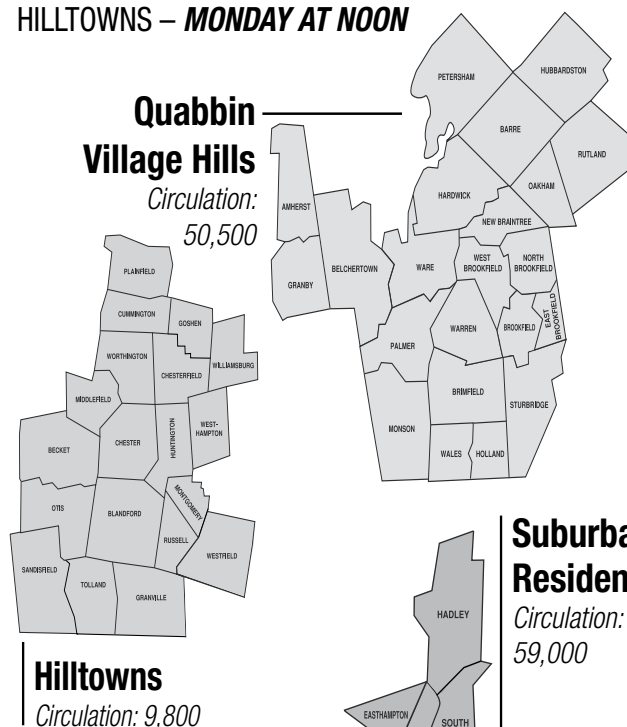 HILLTOWNS – MONDAY AT NOON
Quabbin
Village Hills
Circulation:
50,500
PETERSHAM
HUBBARDSTON
BARRE
RUTLAND
HARDWICK
OAKHAM
NEW BRAINTREE
AMHERST
BELCHERTOWN
GRANBY
WARE
WEST
BROOKFIELD
NORTH
BROOKFIELD
PALMER
WARREN
BROOKFIELD
EAST
BROOKFIELD
BRIMFIELD
STURBRIDGE
MONSON
WALES
HOLLAND
PLAINFIELD
CUMMINGTON
GOSHEN
WORTHINGTON
CHESTERFIELD
WILLIAMSBURG
MIDDLEFIELD
BECKET
CHESTER
HUNTINGTON
WEST-
HAMPTON
OTIS
BLANDFORD
MONTGOMERY
RUSSELL
WESTFIELD
SANDISFIELD
TOLLAND
GRANVILLE
Hilltowns
Circulation: 9,800
Suburba
Residen
Circulation:
59,000
HADLEY
EASTHAMPTON
SOUTH